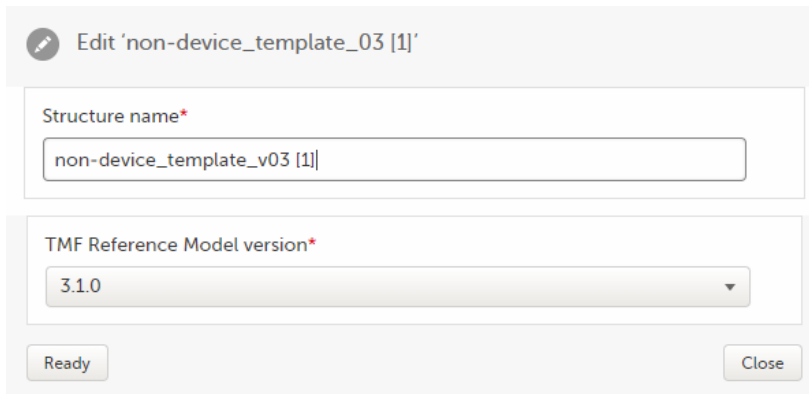 Edit ‘non-device_template_03 [1]’
Structure name*
non-device_template_v03 [1]
TMF Reference Model version*
3.1.0
Ready Close